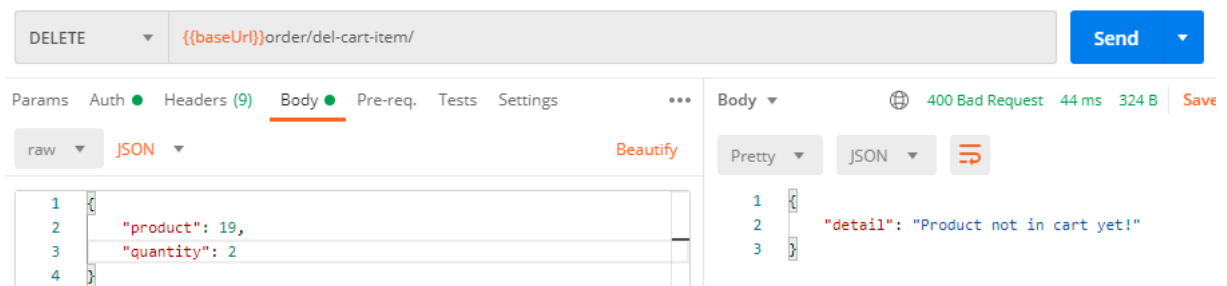 DELETE {{baseUrl}}order/del-cart-item/ Send
Params Auth Headers (9) Body Pre-req. Tests Settings ••• Body 400 Bad Request 44 ms 324 B Save
raw JSON Beautify Pretty JSON
1 {
2 "product": 19,
3 "quantity": 2
4 }
1 {
2 "detail": "Product not in cart yet!"
3 }